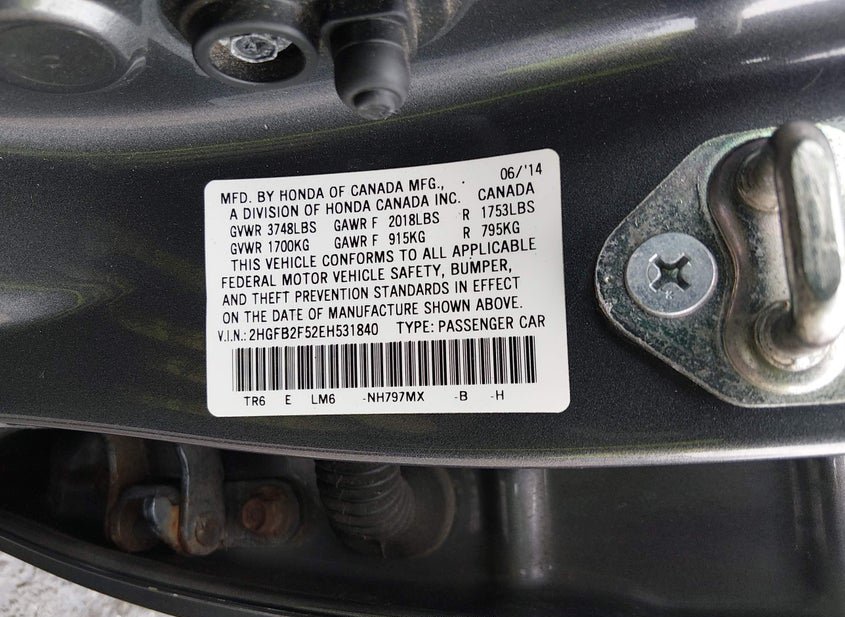 MFD. BY HONDA OF CANADA MFG., 06/'14
A DIVISION OF HONDA CANADA INC. CANADA
GVWR 3748LBS GAWR F 2018LBS R 1753LBS
GVWR 1700KG GAWR F 915KG R 795KG
THIS VEHICLE CONFORMS TO ALL APPLICABLE
FEDERAL MOTOR VEHICLE SAFETY, BUMPER,
AND THEFT PREVENTION STANDARDS IN EFFECT
ON THE DATE OF MANUFACTURE SHOWN ABOVE.
V.I.N.: 2HGFB2F52EH531840 TYPE: PASSENGER CAR
TR6 E LM6 -NH797MX -B -H